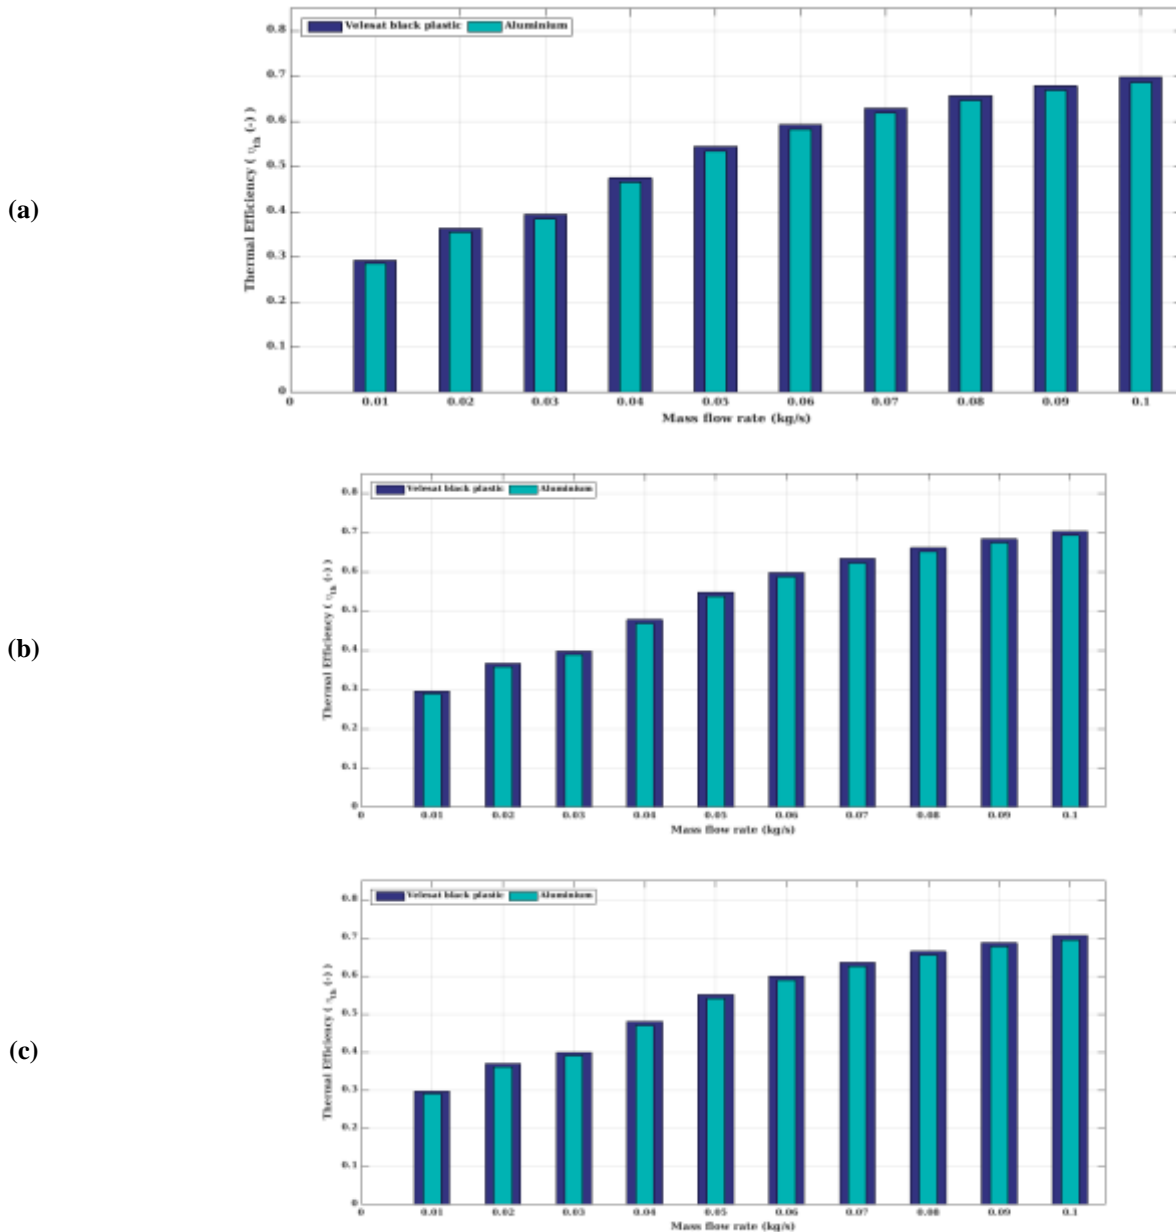 (a)
Velesat black plastic Aluminium
Thermal Efficiency ( ηth (-) )
0.8
0.7
0.6
0.5
0.4
0.3
0.2
0.1
0
0 0.01 0.02 0.03 0.04 0.05 0.06 0.07 0.08 0.09 0.1
Mass flow rate (kg/s)
(b)
Velesat black plastic Aluminium
Thermal Efficiency ( ηth (-) )
0.8
0.7
0.6
0.5
0.4
0.3
0.2
0.1
0
0 0.01 0.02 0.03 0.04 0.05 0.06 0.07 0.08 0.09 0.1
Mass flow rate (kg/s)
(c)
Velesat black plastic Aluminium
Thermal Efficiency ( ηth (-) )
0.8
0.7
0.6
0.5
0.4
0.3
0.2
0.1
0
0 0.01 0.02 0.03 0.04 0.05 0.06 0.07 0.08 0.09 0.1
Mass flow rate (kg/s)